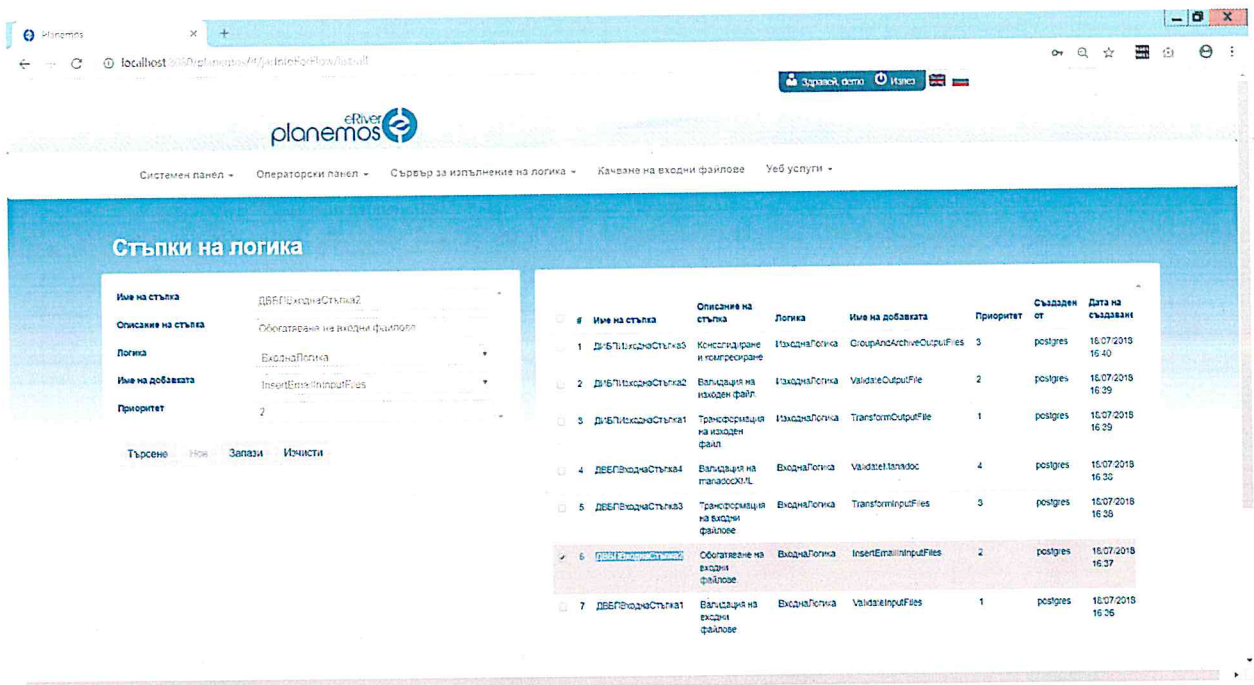 Planemos
localhost:8080/planemos/
Здравей, demo Излез
eRiver
planemos
Системен панел Операторски панел Сървър за изпълнение на логика Качване на входни файлове Уеб услуги
Стъпки на логика
Име на стъпка ДВБПВходнаСтъпка2
Описание на стъпка Обогатяване на входни файлове
Логика ВходнаЛогика
Име на добавката InsertEmailInInputFiles
Приоритет 2
Търсене Нов Запази Изчисти
# Име на стъпка Описание на стъпка Логика Име на добавката Приоритет Създаден от Дата на създаване
1 ДИБПИзходнаСтъпка3 Консолидиране и компресиране ИзходнаЛогика GroupAndArchiveOutputFiles 3 postgres 18/07/2018 16:40
2 ДИБПИзходнаСтъпка2 Валидация на изходен файл ИзходнаЛогика ValidateOutputFile 2 postgres 18/07/2018 16:39
3 ДИБПИзходнаСтъпка1 Трансформация на изходен файл ИзходнаЛогика TransformOutputFile 1 postgres 18/07/2018 16:39
4 ДВБПВходнаСтъпка4 Валидация на manadocXML ВходнаЛогика ValidateManadoc 4 postgres 18/07/2018 16:38
5 ДВБПВходнаСтъпка3 Трансформация на входни файлове ВходнаЛогика TransformInputFiles 3 postgres 18/07/2018 16:38
6 ДВБПВходнаСтъпка2 Обогатяване на входни файлове ВходнаЛогика InsertEmailInInputFiles 2 postgres 18/07/2018 16:37
7 ДВБПВходнаСтъпка1 Валидация на входни файлове ВходнаЛогика ValidateInputFiles 1 postgres 18/07/2018 16:36